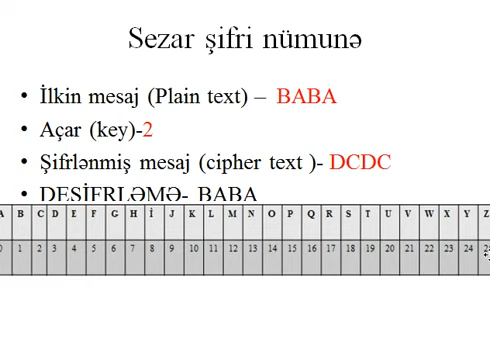 Sezar şifri nümunə
• İlkin mesaj (Plain text) – BABA
• Açar (key)-2
• Şifrlənmiş mesaj (cipher text )- DCDC
• DEŞİFRLƏMƏ- BABA
A B C D E F G H İ J K L M N O P Q R S T U V W X Y Z
0 1 2 3 4 5 6 7 8 9 10 11 12 13 14 15 16 17 18 19 20 21 22 23 24 25